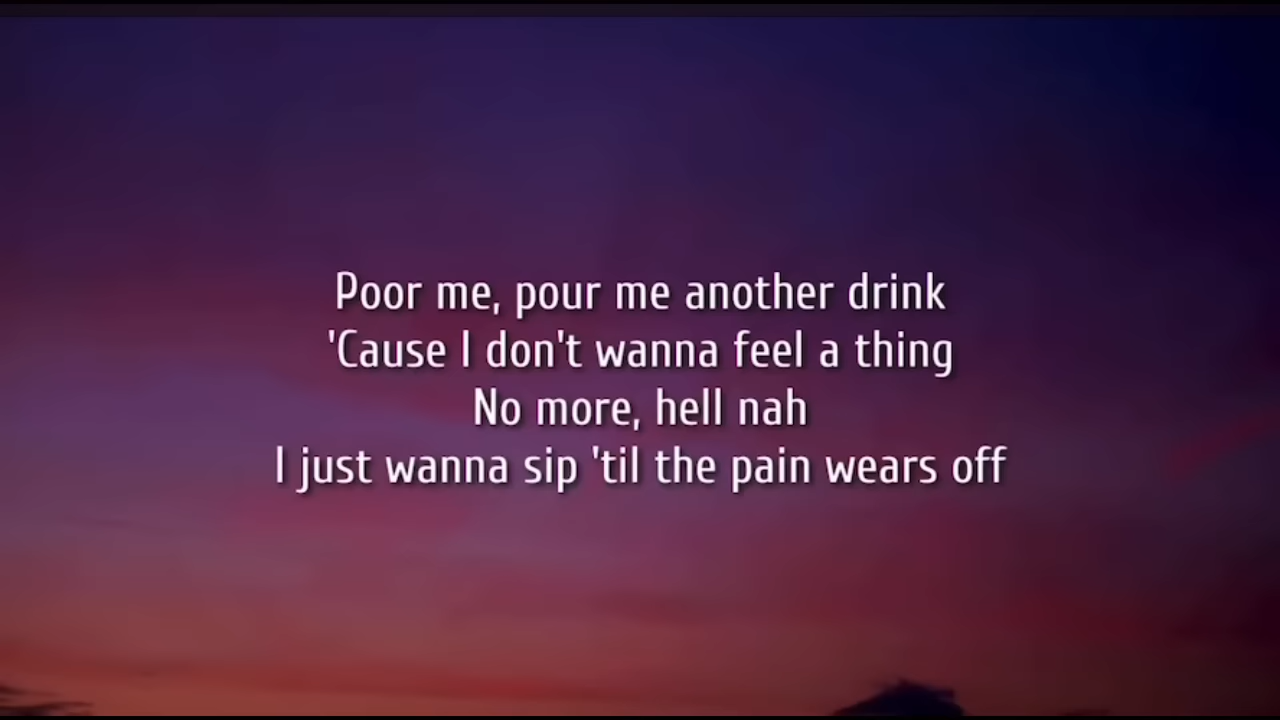 Poor me, pour me another drink
'Cause I don't wanna feel a thing
No more, hell nah
I just wanna sip 'til the pain wears off